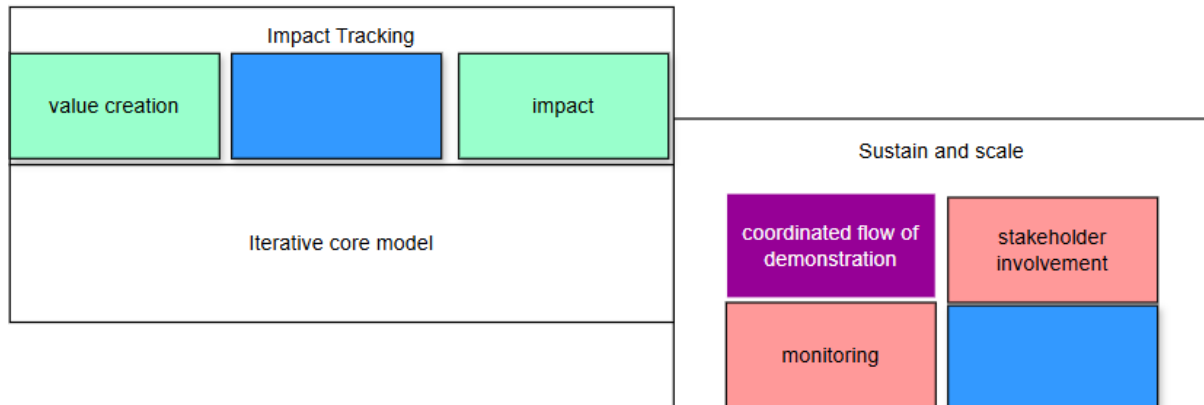 Impact Tracking
value creation
impact
Iterative core model
Sustain and scale
coordinated flow of
demonstration
stakeholder
involvement
monitoring